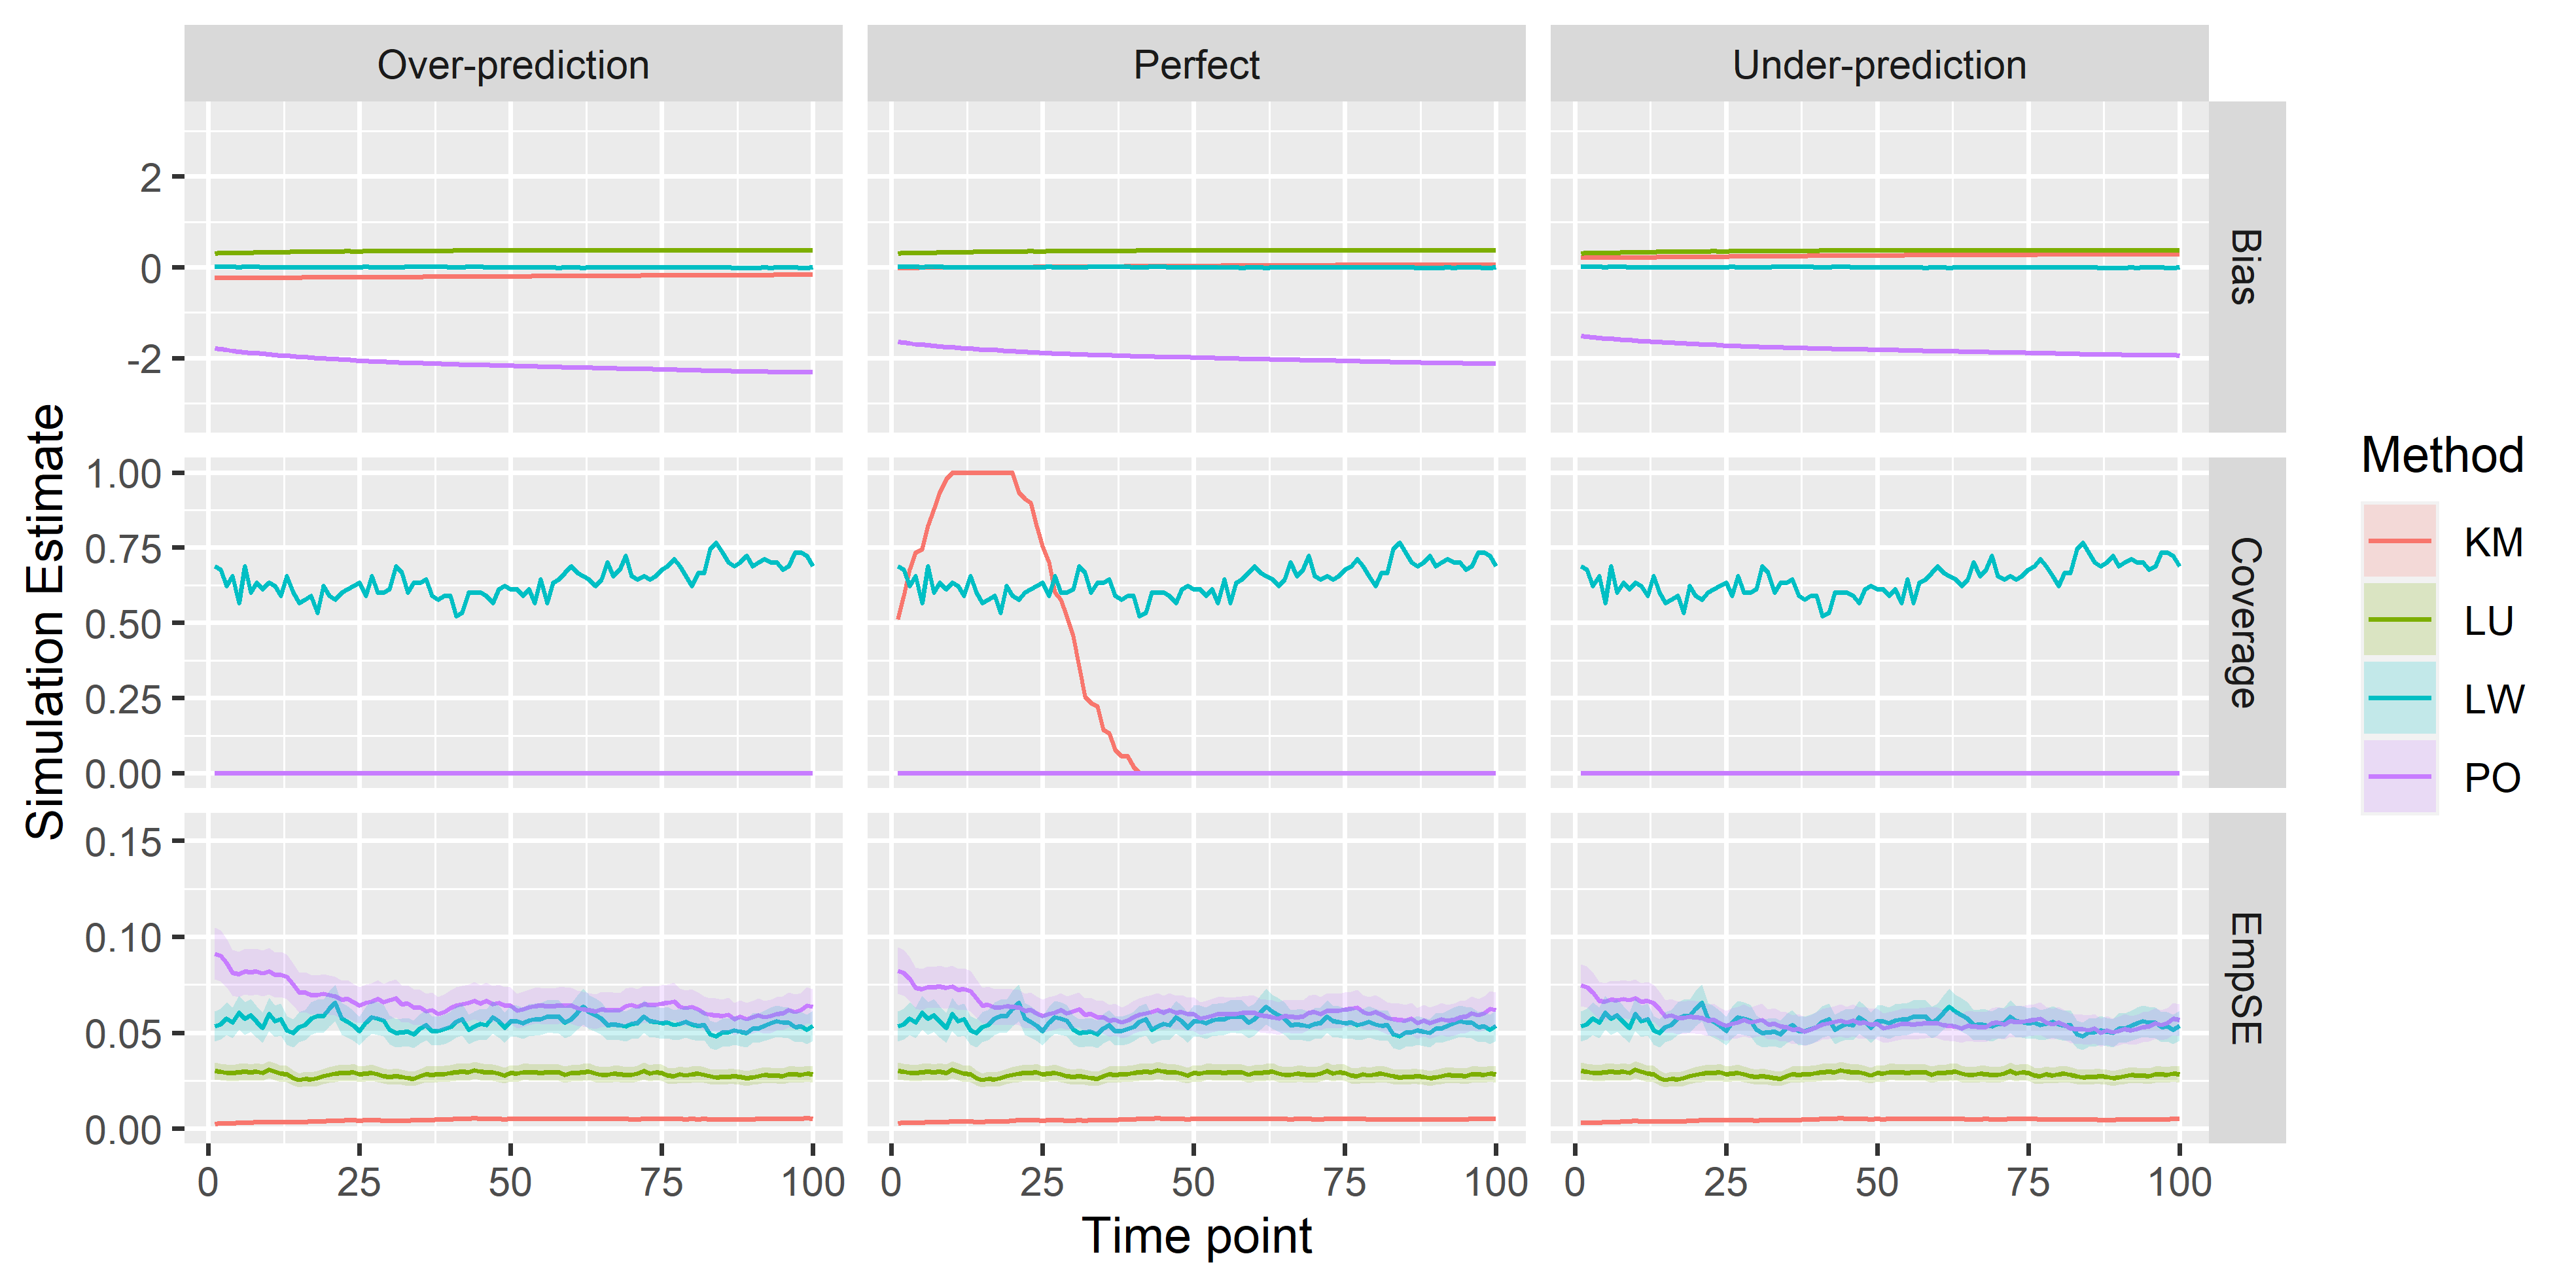 Over-prediction
Perfect
Under-prediction
2
0
-2
Bias
1.00
0.75
0.50
0.25
0.00
Coverage
0.15
0.10
0.05
0.00
EmpSE
0 25 50 75 100
0 25 50 75 100
0 25 50 75 100
Time point
Simulation Estimate
Method
KM
LU
LW
PO